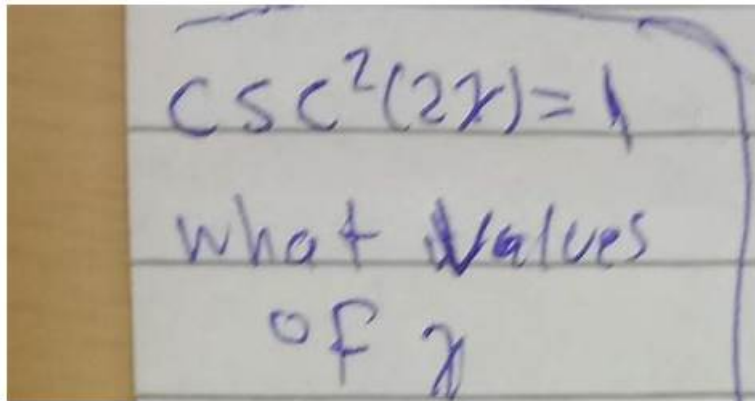 csc²(2x)=1
what values
of x